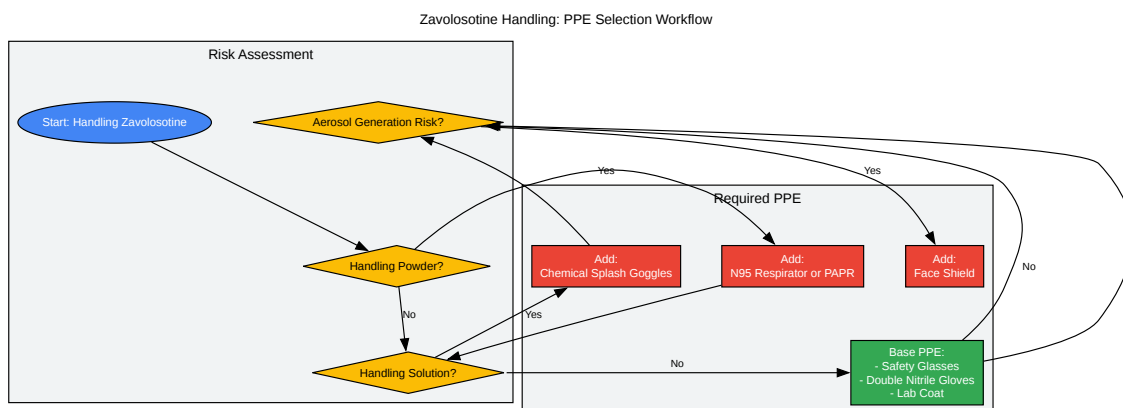 Zavolosotine Handling: PPE Selection Workflow
Risk Assessment
Start: Handling Zavolosotine
Aerosol Generation Risk?
Yes
Yes
Required PPE
Handling Powder?
Add:
Chemical Splash Goggles
Add:
N95 Respirator or PAPR
Add:
Face Shield
No
No
Yes
Handling Solution?
No
Base PPE:
- Safety Glasses
- Double Nitrile Gloves
- Lab Coat